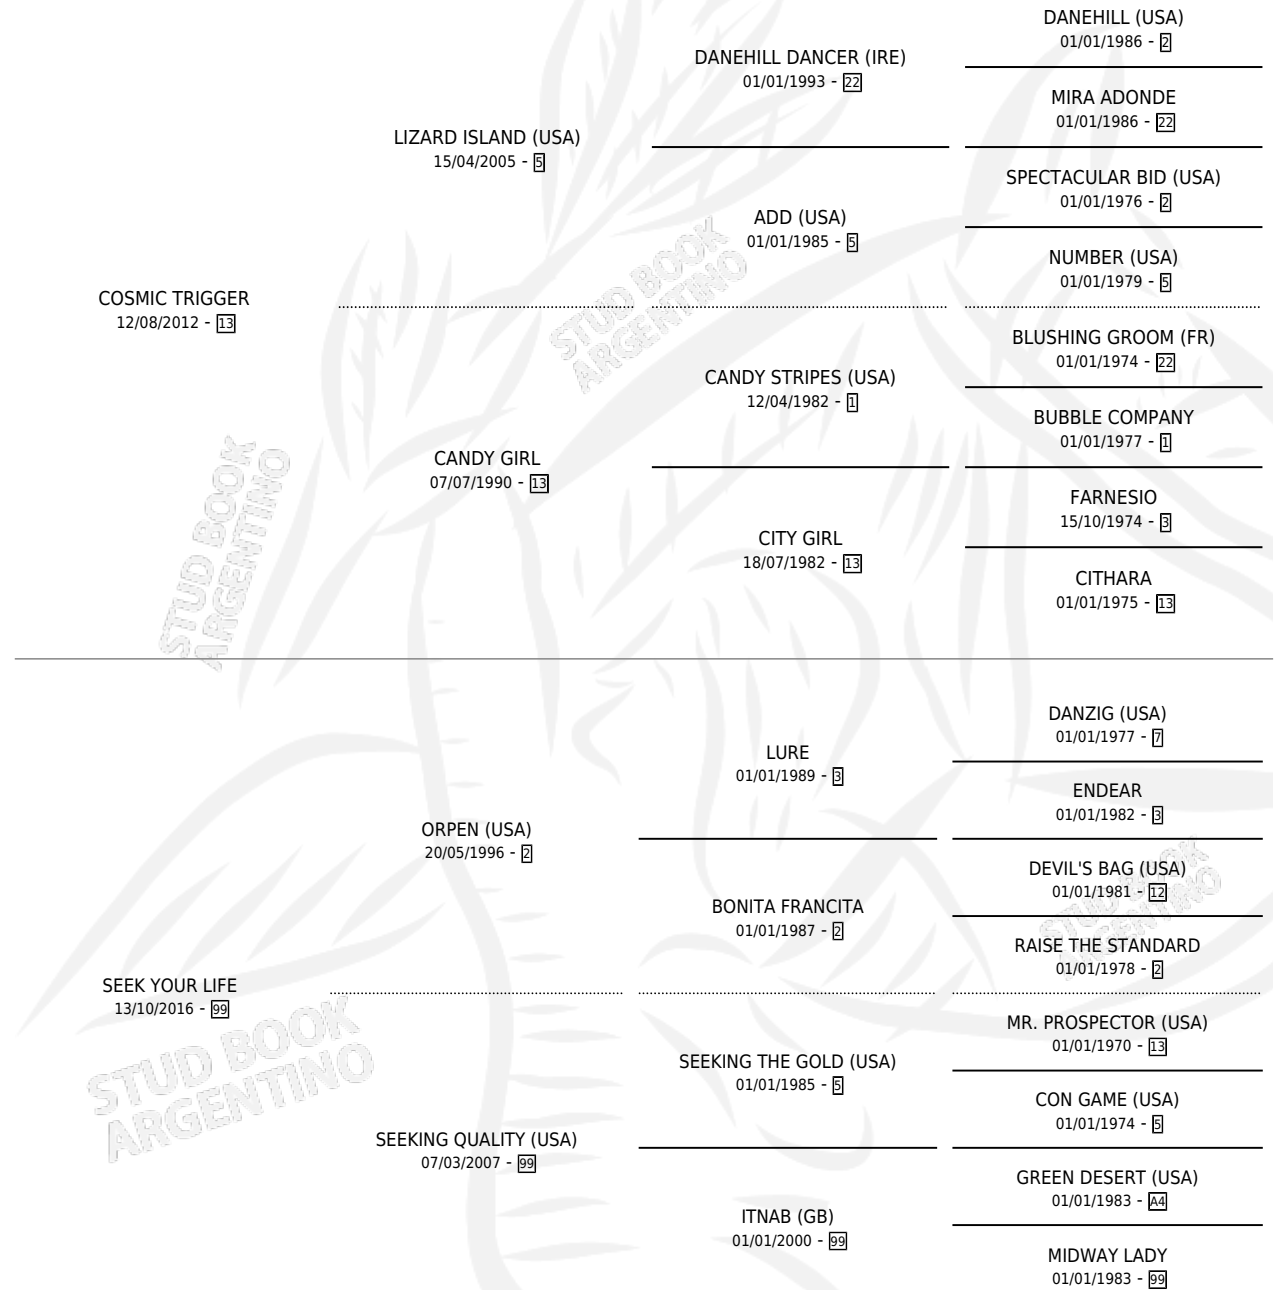 DANEHILL (USA)
01/01/1986 - 2
DANEHILL DANCER (IRE)
01/01/1993 - 22
MIRA ADONDE
01/01/1986 - 22
LIZARD ISLAND (USA)
15/04/2005 - 5
SPECTACULAR BID (USA)
01/01/1976 - 2
ADD (USA)
01/01/1985 - 5
NUMBER (USA)
01/01/1979 - 5
COSMIC TRIGGER
12/08/2012 - 13
BLUSHING GROOM (FR)
01/01/1974 - 22
CANDY STRIPES (USA)
12/04/1982 - 1
BUBBLE COMPANY
01/01/1977 - 1
CANDY GIRL
07/07/1990 - 13
FARNESIO
15/10/1974 - 3
CITY GIRL
18/07/1982 - 13
CITHARA
01/01/1975 - 13
STUD BOOK
ARGENTINO
STUD BOOK
ARGENTINO
DANZIG (USA)
01/01/1977 - 7
LURE
01/01/1989 - 3
ENDEAR
01/01/1982 - 3
ORPEN (USA)
20/05/1996 - 2
DEVIL'S BAG (USA)
01/01/1981 - 12
BONITA FRANCITA
01/01/1987 - 2
RAISE THE STANDARD
01/01/1978 - 2
SEEK YOUR LIFE
13/10/2016 - 99
MR. PROSPECTOR (USA)
01/01/1970 - 13
SEEKING THE GOLD (USA)
01/01/1985 - 5
CON GAME (USA)
01/01/1974 - 5
SEEKING QUALITY (USA)
07/03/2007 - 99
GREEN DESERT (USA)
01/01/1983 - A4
ITNAB (GB)
01/01/2000 - 99
MIDWAY LADY
01/01/1983 - 99
STUD BOOK
ARGENTINO
STUD BOOK
ARGENTINO